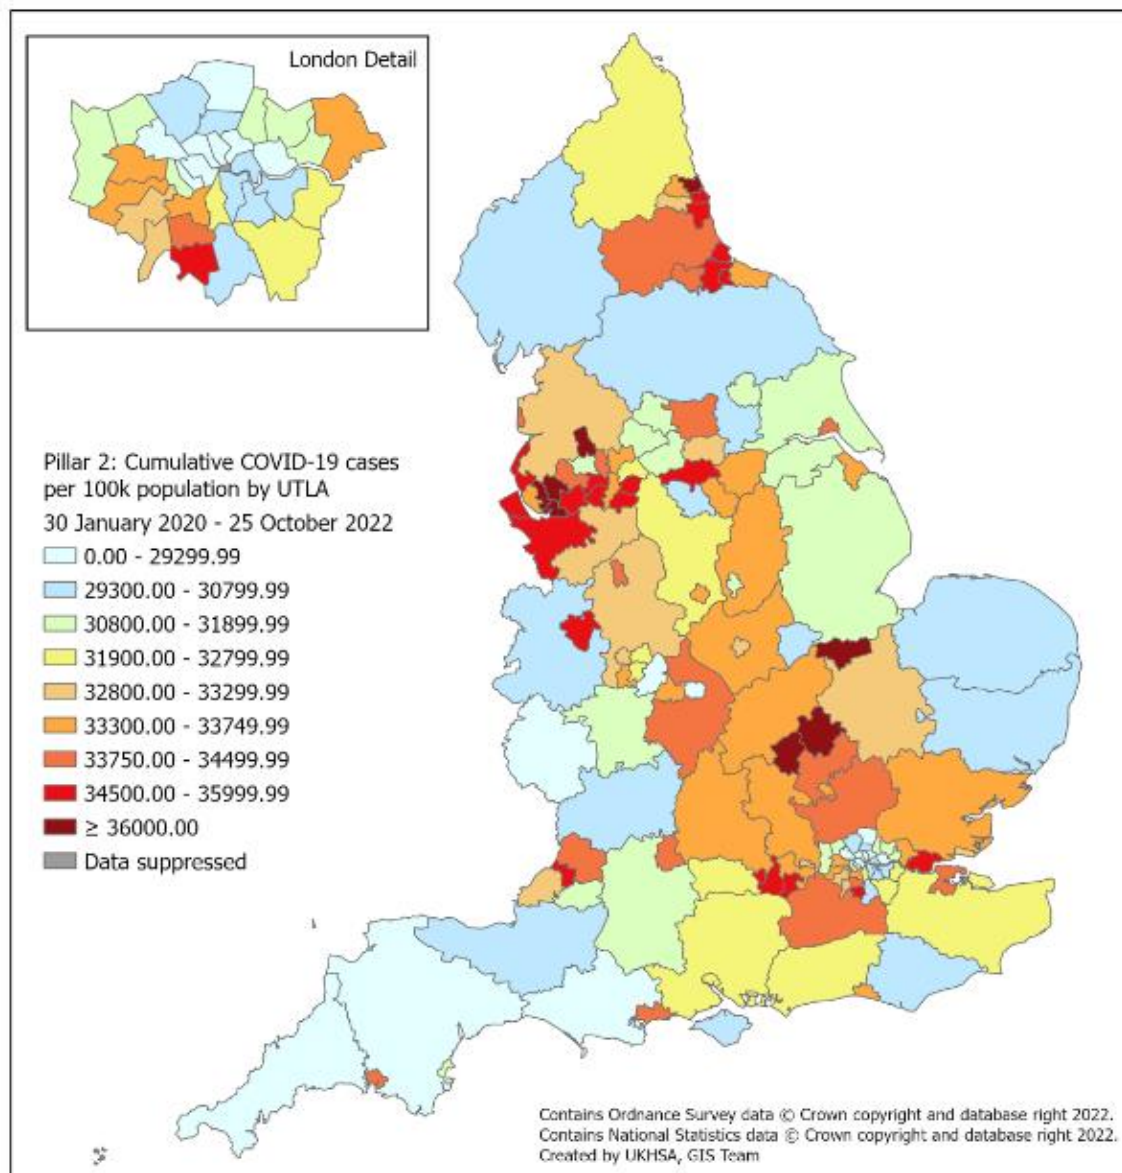 London Detail
Pillar 2: Cumulative COVID-19 cases
per 100k population by UTLA
30 January 2020 - 25 October 2022
0.00 - 29299.99
29300.00 - 30799.99
30800.00 - 31899.99
31900.00 - 32799.99
32800.00 - 33299.99
33300.00 - 33749.99
33750.00 - 34499.99
34500.00 - 35999.99
≥ 36000.00
Data suppressed
Contains Ordnance Survey data © Crown copyright and database right 2022.
Contains National Statistics data © Crown copyright and database right 2022.
Created by UKHSA, GIS Team